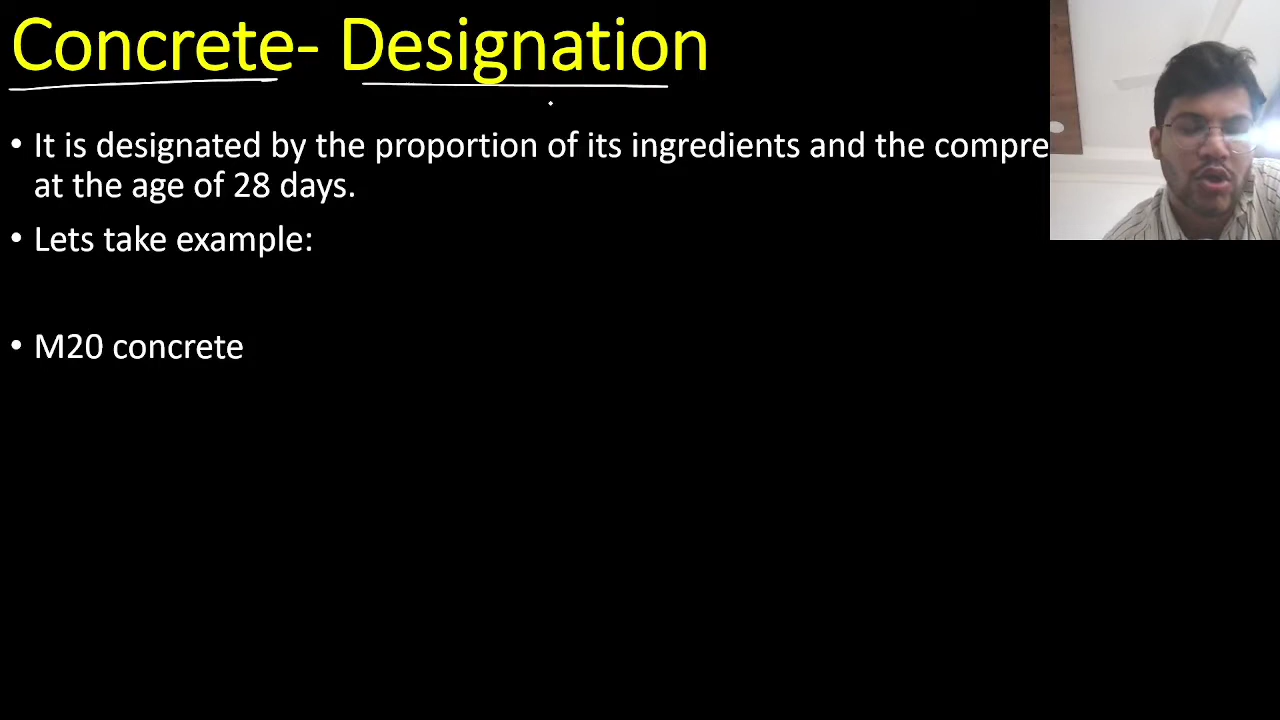 Concrete- Designation
• It is designated by the proportion of its ingredients and the
at the age of 28 days.
• Lets take example:
• M20 concrete